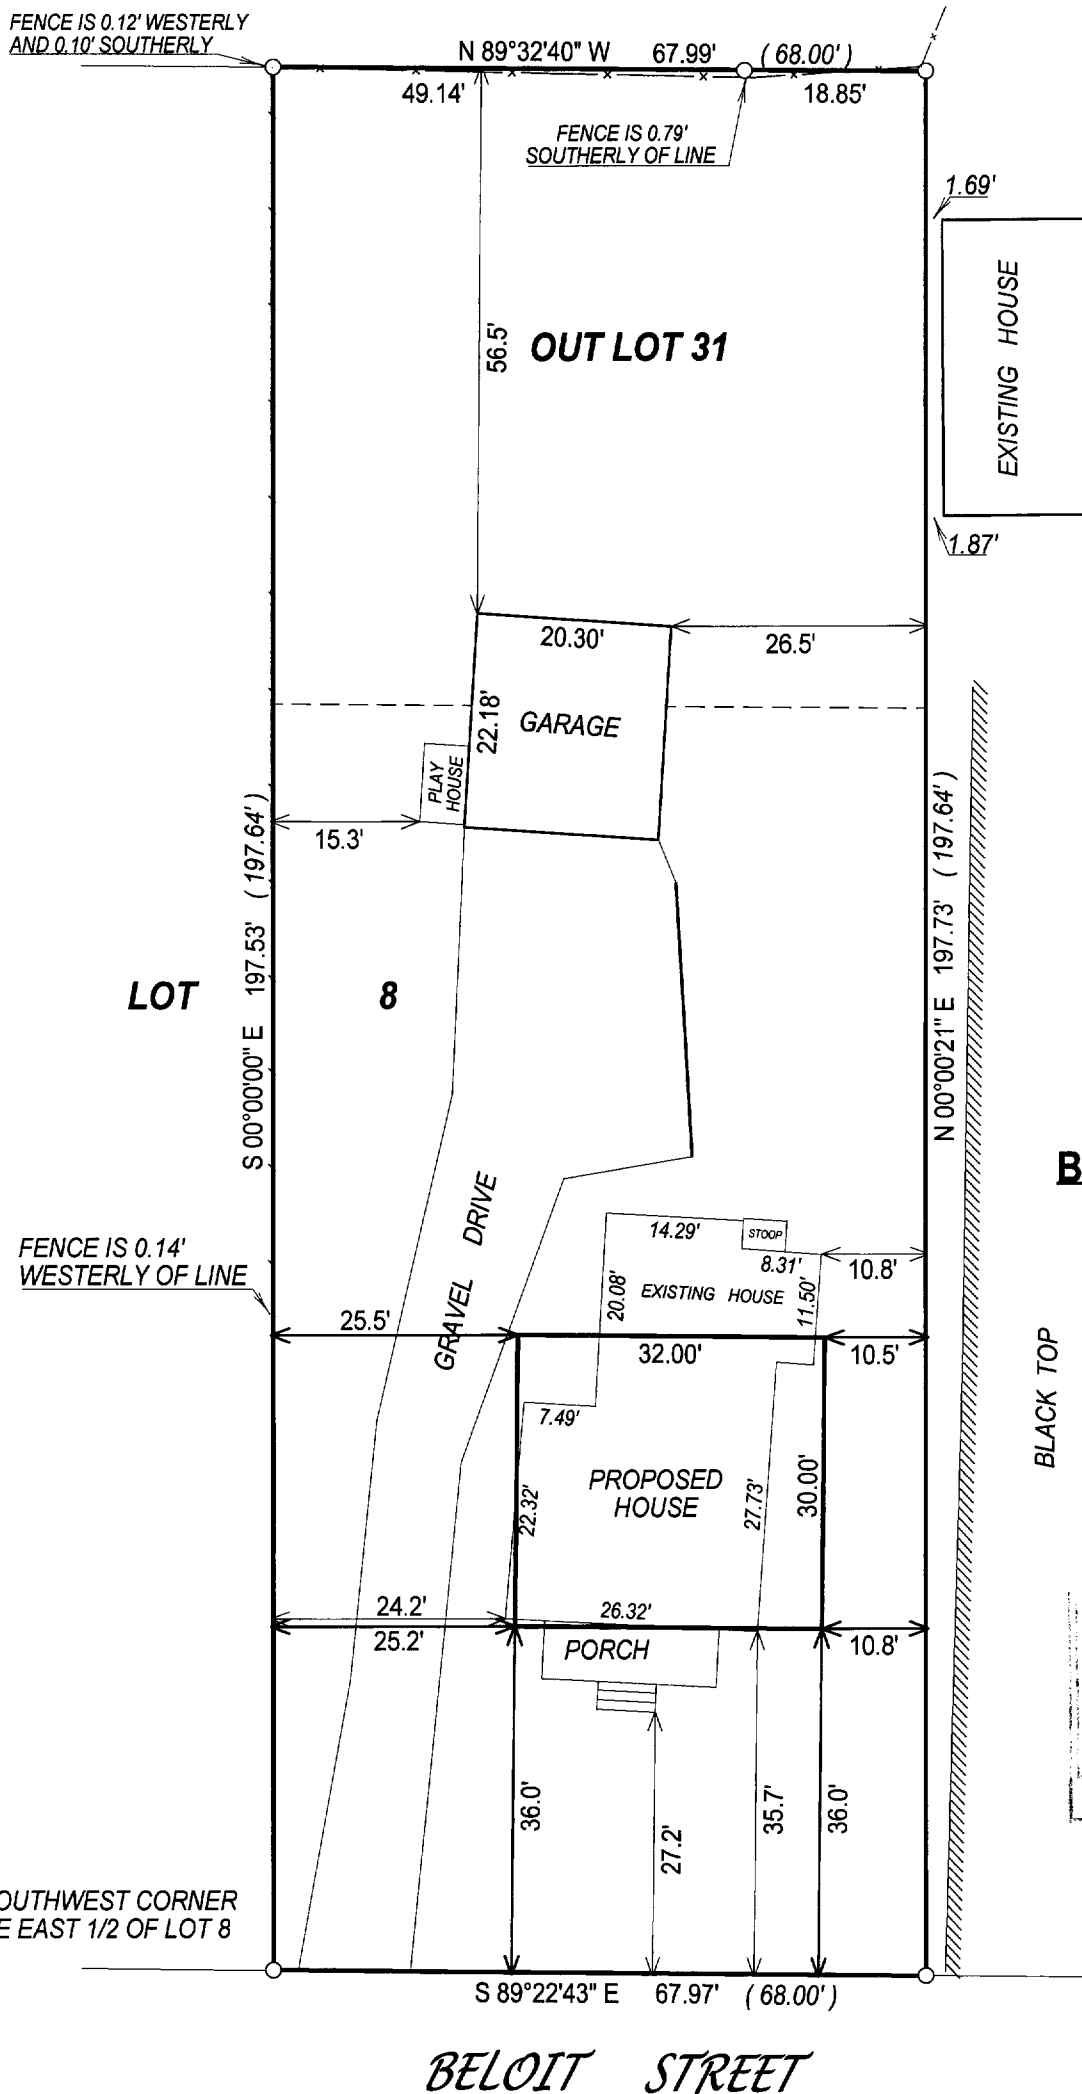 FENCE IS 0.12' WESTERLY
AND 0.10' SOUTHERLY
N 89°32'40" W 67.99' ( 68.00' )
49.14'
18.85'
FENCE IS 0.79'
SOUTHERLY OF LINE
1.69'
EXISTING HOUSE
56.5'
OUT LOT 31
1.87'
20.30'
26.5'
22.18'
GARAGE
PLAY
HOUSE
15.3'
S 00°00'00" E 197.53' ( 197.64' )
N 00°00'21" E 197.73' ( 197.64' )
LOT 8
B
GRAVEL DRIVE
14.29'
STOOP
8.31'
10.8'
FENCE IS 0.14'
WESTERLY OF LINE
20.08'
EXISTING HOUSE
11.50'
25.5'
32.00'
10.5'
BLACK TOP
7.49'
PROPOSED
HOUSE
22.32'
27.73'
30.00'
24.2'
26.32'
25.2'
PORCH
10.8'
36.0'
27.2'
35.7'
36.0'
OUTHWEST CORNER
E EAST 1/2 OF LOT 8
S 89°22'43" E 67.97' ( 68.00' )
BELOIT STREET